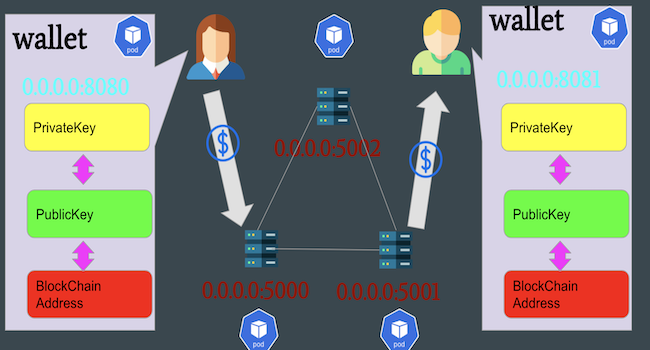 wallet
pod
0.0.0.0:8080
PrivateKey
PublicKey
BlockChain
Address
$
pod
0.0.0.0:5002
$
0.0.0.0:5000
0.0.0.0:5001
pod
pod
wallet
pod
0.0.0.0:8081
PrivateKey
PublicKey
BlockChain
Address